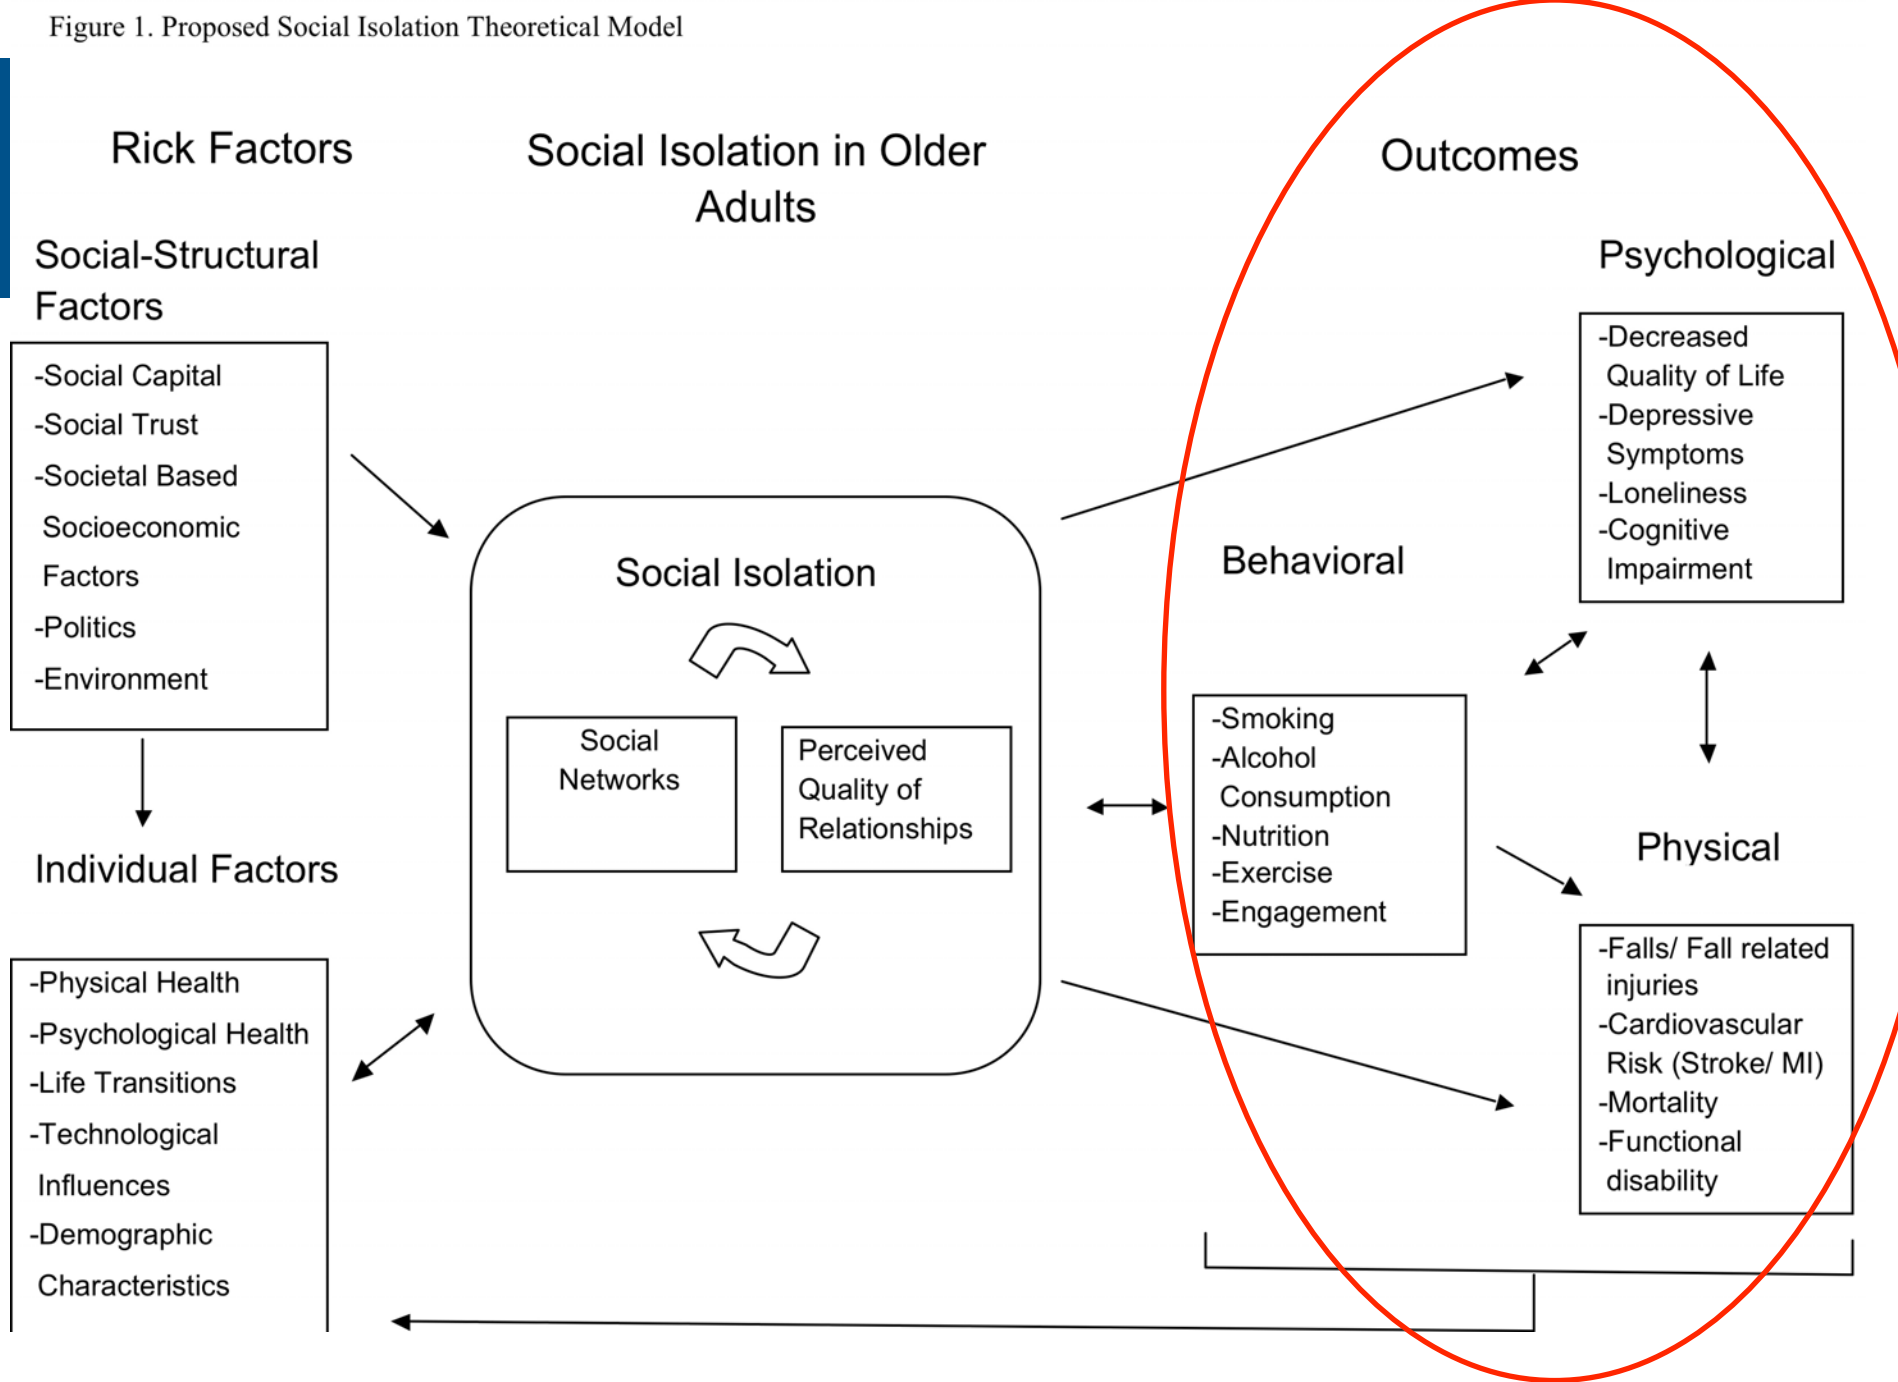 Figure 1. Proposed Social Isolation Theoretical Model
Rick Factors
Social Isolation in Older
Adults
Outcomes
Social-Structural
Factors
-Social Capital
-Social Trust
-Societal Based
Socioeconomic
Factors
-Politics
-Environment
Individual Factors
-Physical Health
-Psychological Health
-Life Transitions
-Technological
Influences
-Demographic
Characteristics
Social Isolation
Social
Networks
Perceived
Quality of
Relationships
Behavioral
-Smoking
-Alcohol
Consumption
-Nutrition
-Exercise
-Engagement
Psychological
-Decreased
Quality of Life
-Depressive
Symptoms
-Loneliness
-Cognitive
Impairment
Physical
-Falls/ Fall related
injuries
-Cardiovascular
Risk (Stroke/ MI)
-Mortality
-Functional
disability